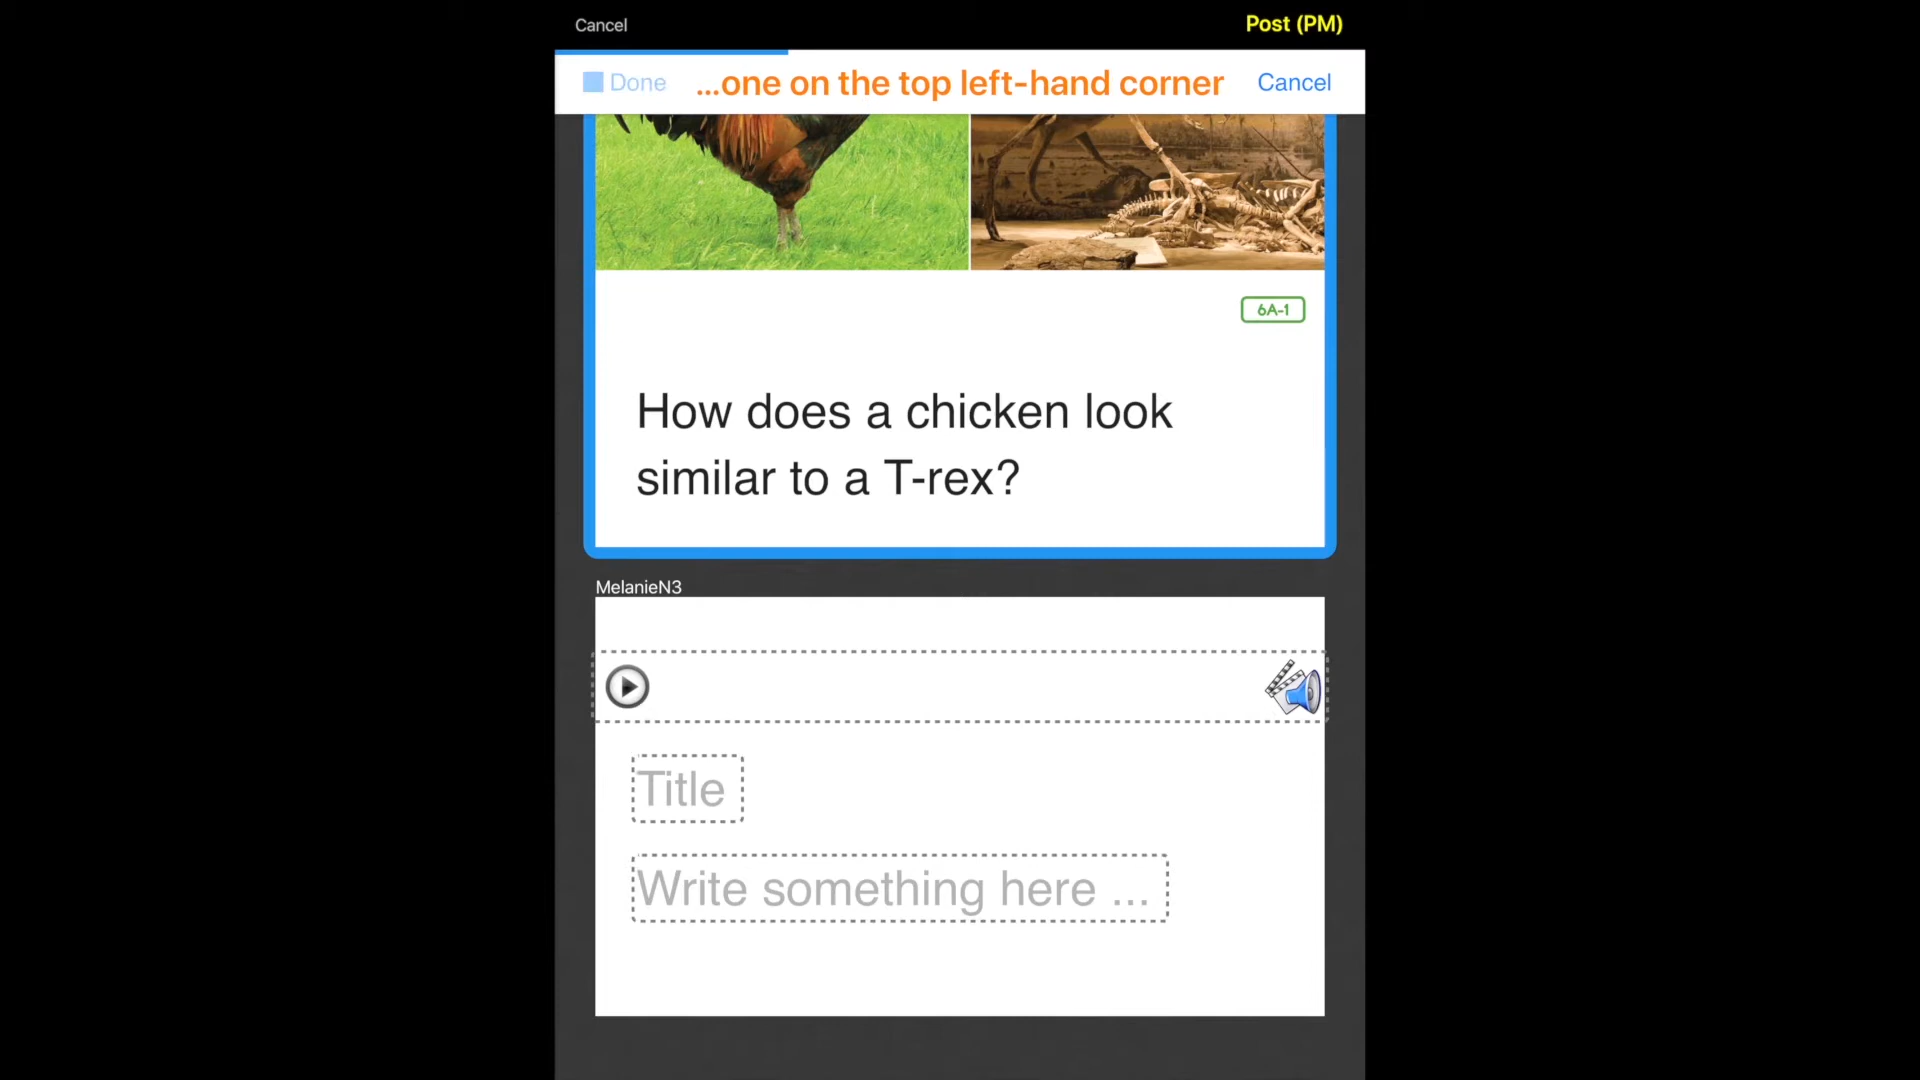 Cancel
Post (PM)
Done
...one on the top left-hand corner
Cancel
6A-1
How does a chicken look
similar to a T-rex?
MelanieN3
Title
Write something here ...